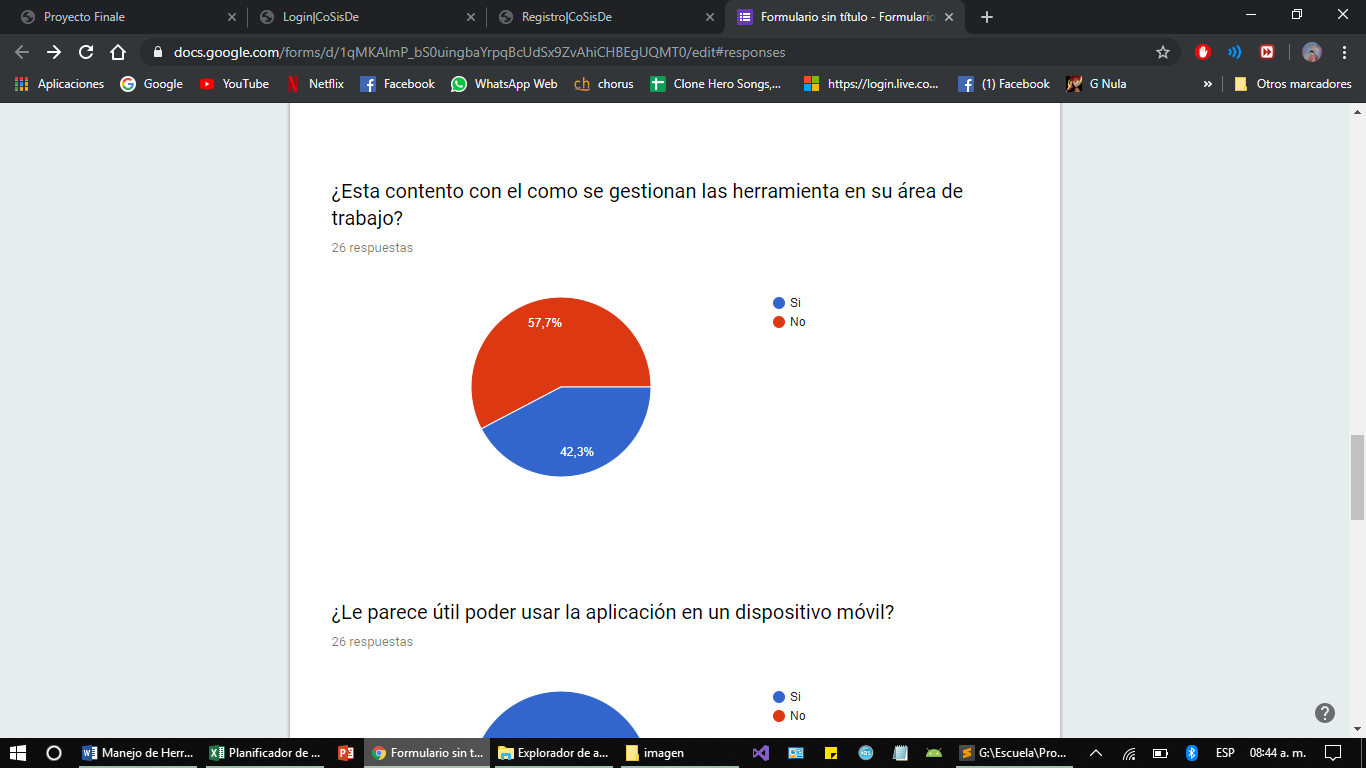 Proyecto Finale
Login|CoSisDe
Registro|CoSisDe
Formulario sin título - Formulario
docs.google.com/forms/d/1qMKAlmP_bS0uingbaYrpqBcUdSx9ZvAhiCHBEgUQMT0/edit#responses
Aplicaciones
Google
YouTube
Netflix
Facebook
WhatsApp Web
ch
chorus
Clone Hero Songs,...
https://login.live.co...
(1) Facebook
G Nula
»
Otros marcadores
¿Esta contento con el como se gestionan las herramienta en su área de
trabajo?
26 respuestas
57,7%
42,3%
Si
No
¿Le parece útil poder usar la aplicación en un dispositivo móvil?
26 respuestas
Si
No
Manejo de Herr...
Planificador de ...
Formulario sin t...
Explorador de a...
imagen
G:\Escuela\Pro...
ESP
08:44 a. m.